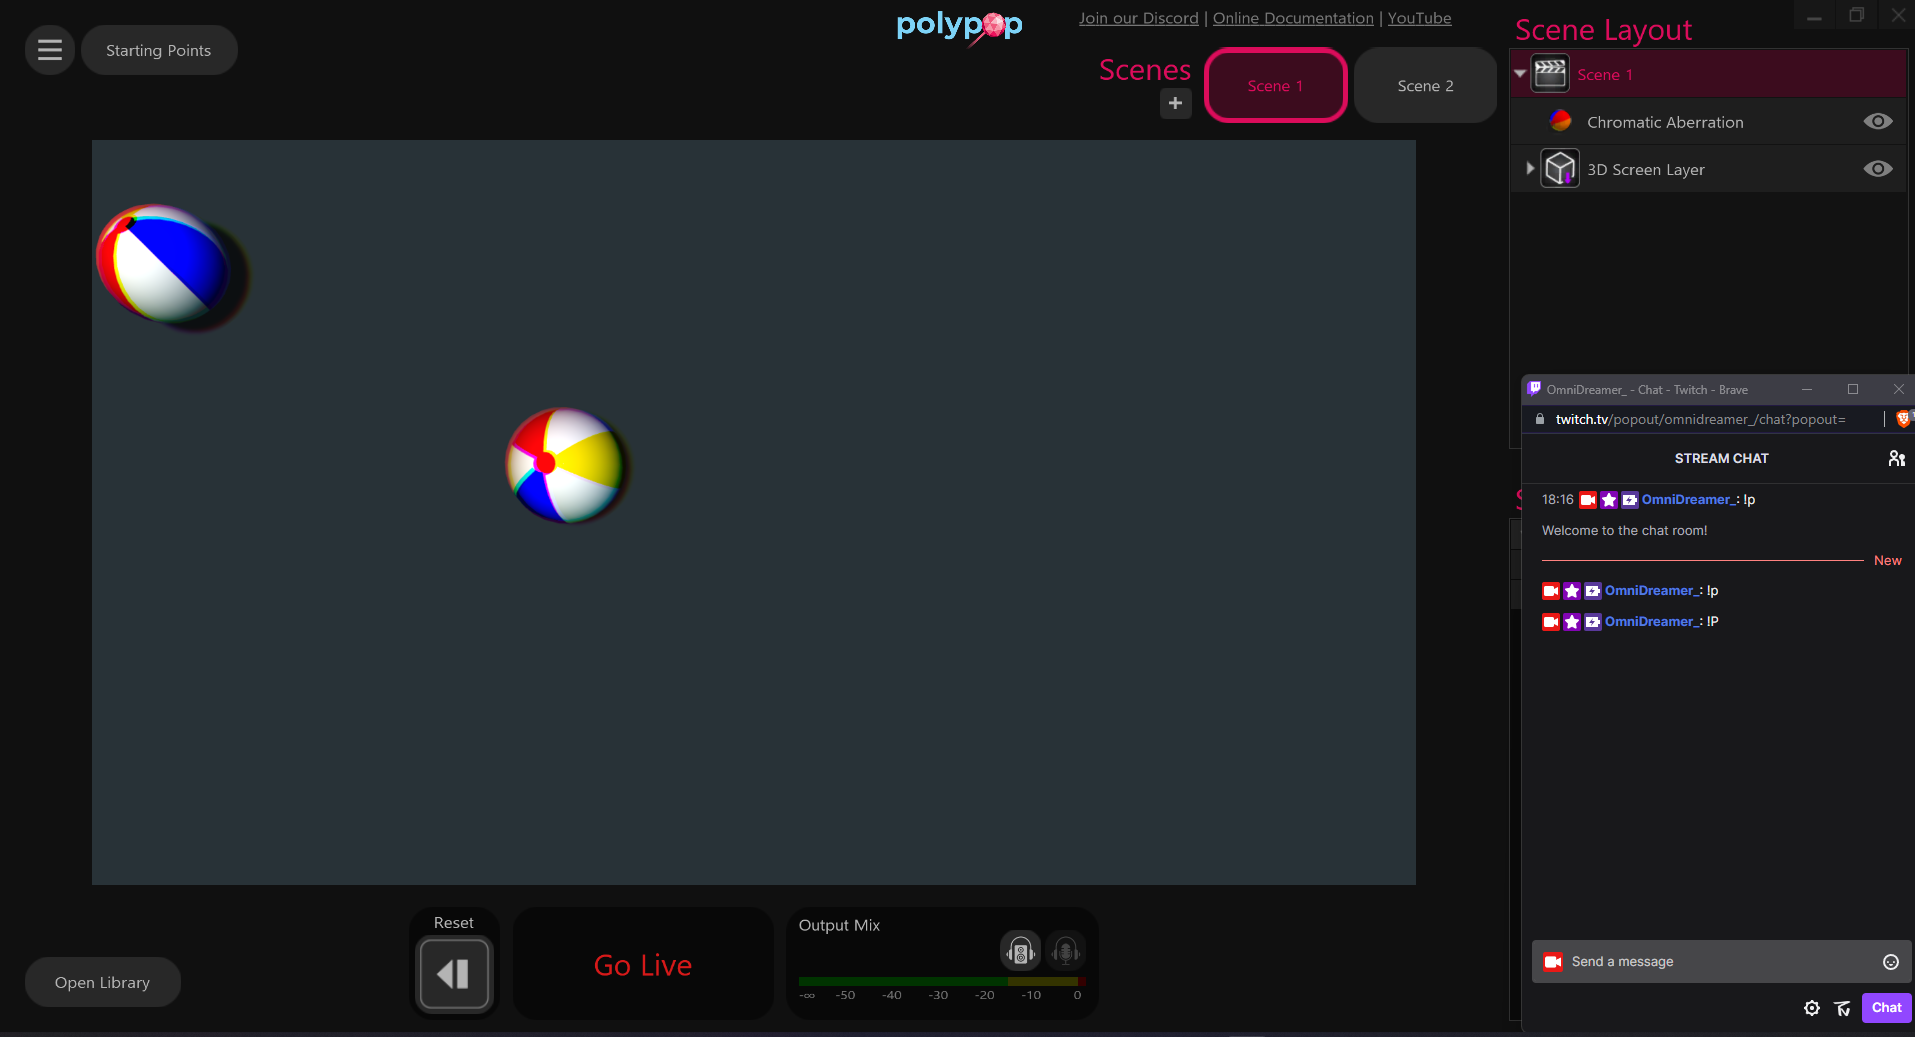 Starting Points
polypop
Join our Discord | Online Documentation | YouTube
Scenes
+
Scene 1
Scene 2
Scene Layout
Scene 1
Chromatic Aberration
3D Screen Layer
OmniDreamer_ - Chat - Twitch - Brave
twitch.tv/popout/omnidreamer_/chat?popout=
STREAM CHAT
18:16 OmniDreamer_: !p
Welcome to the chat room!
New
OmniDreamer_: !p
OmniDreamer_: !P
Send a message
Chat
Reset
Go Live
Output Mix
-∞ -50 -40 -30 -20 -10 0
Open Library